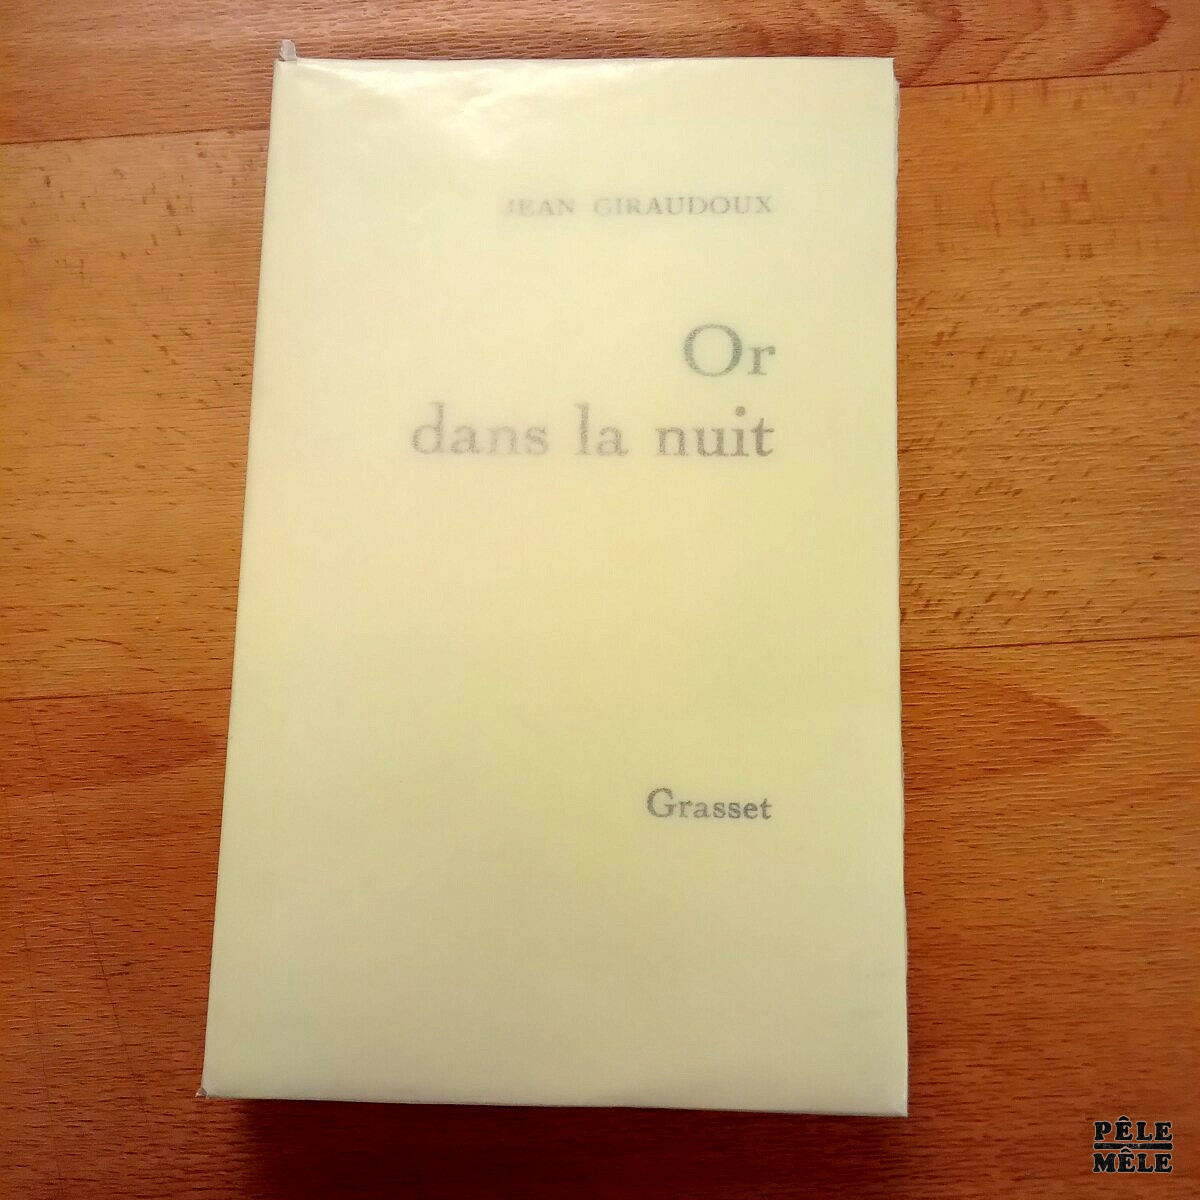 JEAN GIRAUDOUX
Or
dans la nuit
Grasset
PÊLE
MÊLE